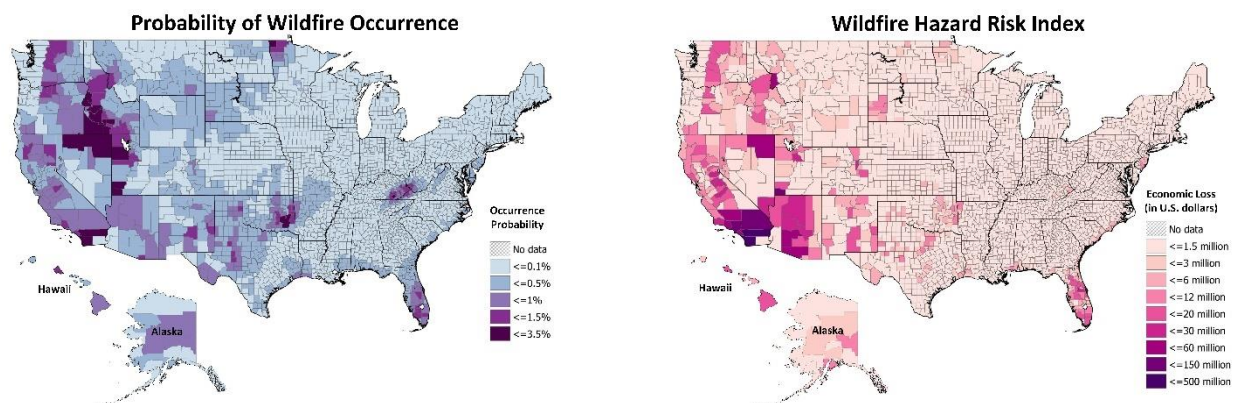 Probability of Wildfire Occurrence
Occurrence
Probability
No data
<=0.1%
<=0.5%
<=1%
<=1.5%
<=3.5%
Hawaii
Alaska
Wildfire Hazard Risk Index
Economic Loss
(in U.S. dollars)
No data
<=1.5 million
<=3 million
<=6 million
<=12 million
<=20 million
<=30 million
<=60 million
<=150 million
<=500 million
Hawaii
Alaska